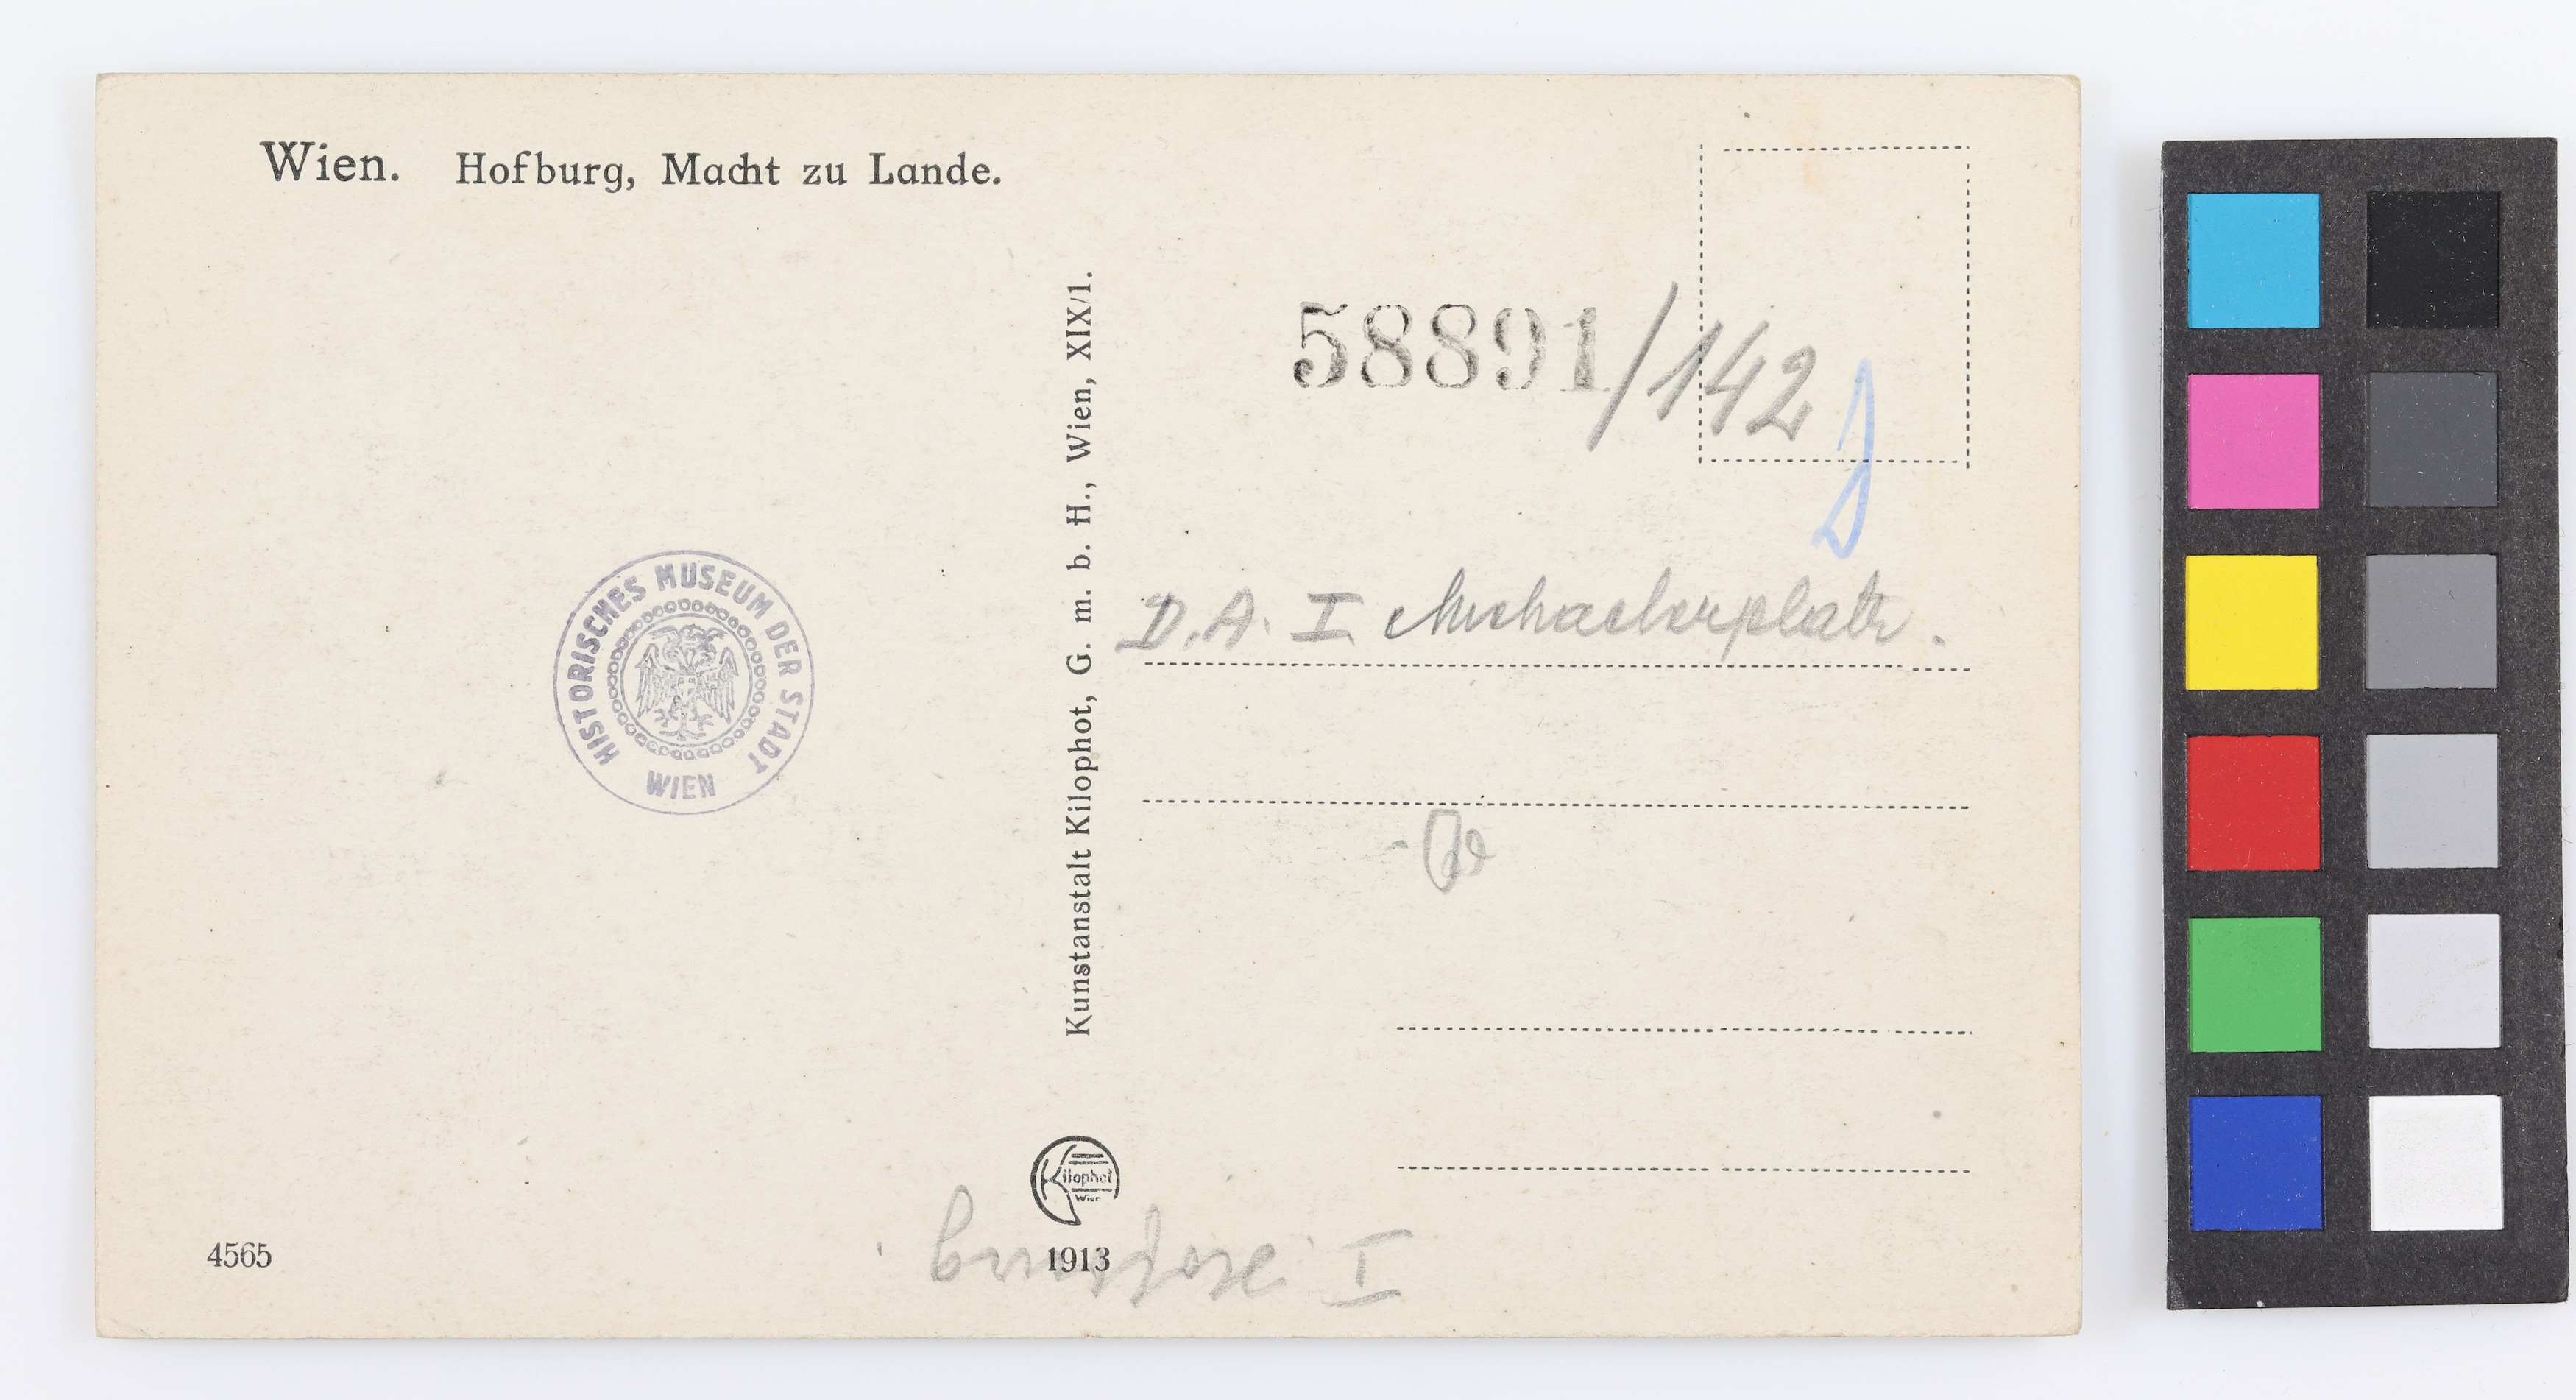 Wien. Hofburg, Macht zu Lande.
58891/142
D. A. I Michaelerplatz.
Kunstanstalt Kilophot, G. m. b. H., Wien, XIX/1.
HISTORISCHES MUSEUM DER STADT
WIEN
Kilophot
Wien
4565
1913
I Hofburg